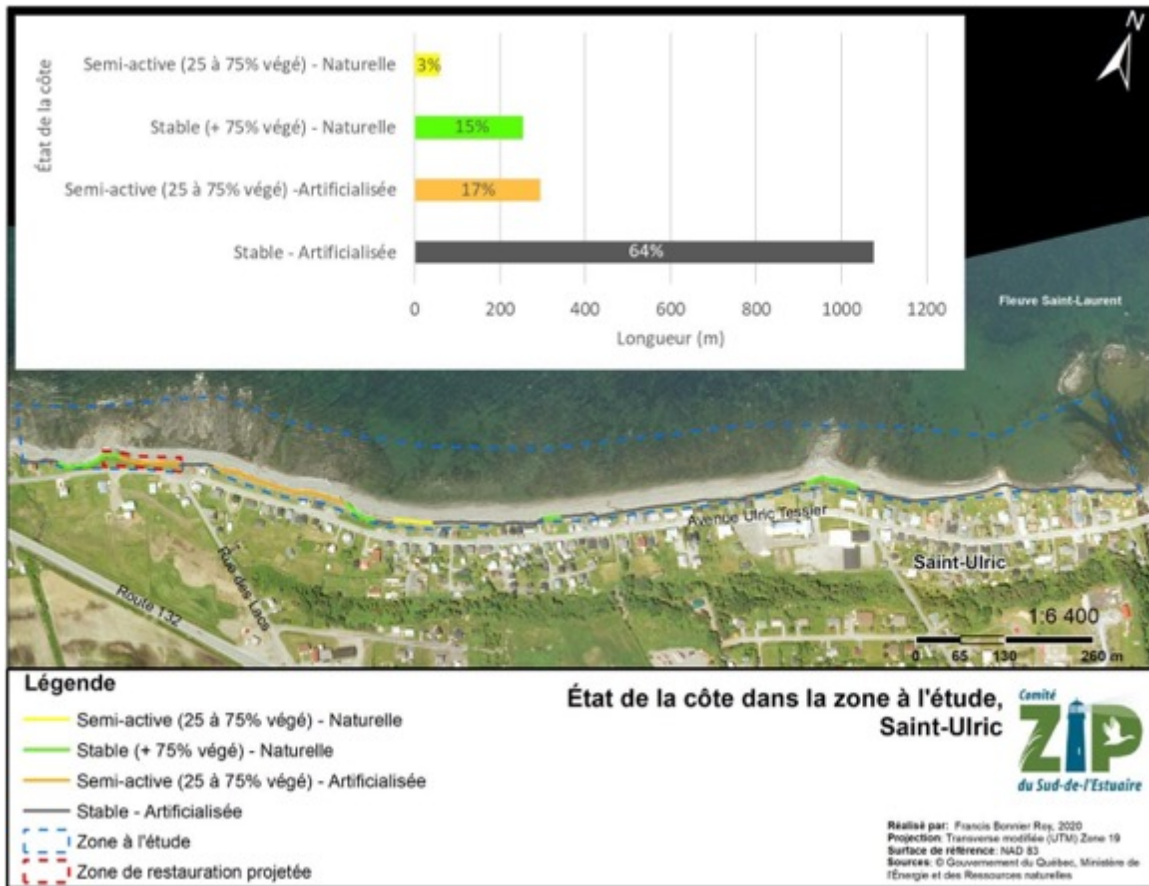 N
État de la côte
Semi-active (25 à 75% végé) - Naturelle
3%
Stable (+ 75% végé) - Naturelle
15%
Semi-active (25 à 75% végé) -Artificialisée
17%
Stable - Artificialisée
64%
0 200 400 600 800 1000 1200
Longueur (m)
Fleuve Saint-Laurent
Avenue Ulric Tessier
Saint-Ulric
Rue des Lacs
Route 132
1:6 400
0 65 130 260 m
Légende
Semi-active (25 à 75% végé) - Naturelle
Stable (+ 75% végé) - Naturelle
Semi-active (25 à 75% végé) - Artificialisée
Stable - Artificialisée
Zone à l'étude
Zone de restauration projetée
État de la côte dans la zone à l'étude,
Saint-Ulric
Comité
ZIP
du Sud-de-l'Estuaire
Réalisé par: Francis Bonnier Roy, 2020
Projection: Transverse modifiée (UTM) Zone 19
Surface de référence: NAD 83
Sources: © Gouvernement du Québec, Ministère de
l'Énergie et des Ressources naturelles